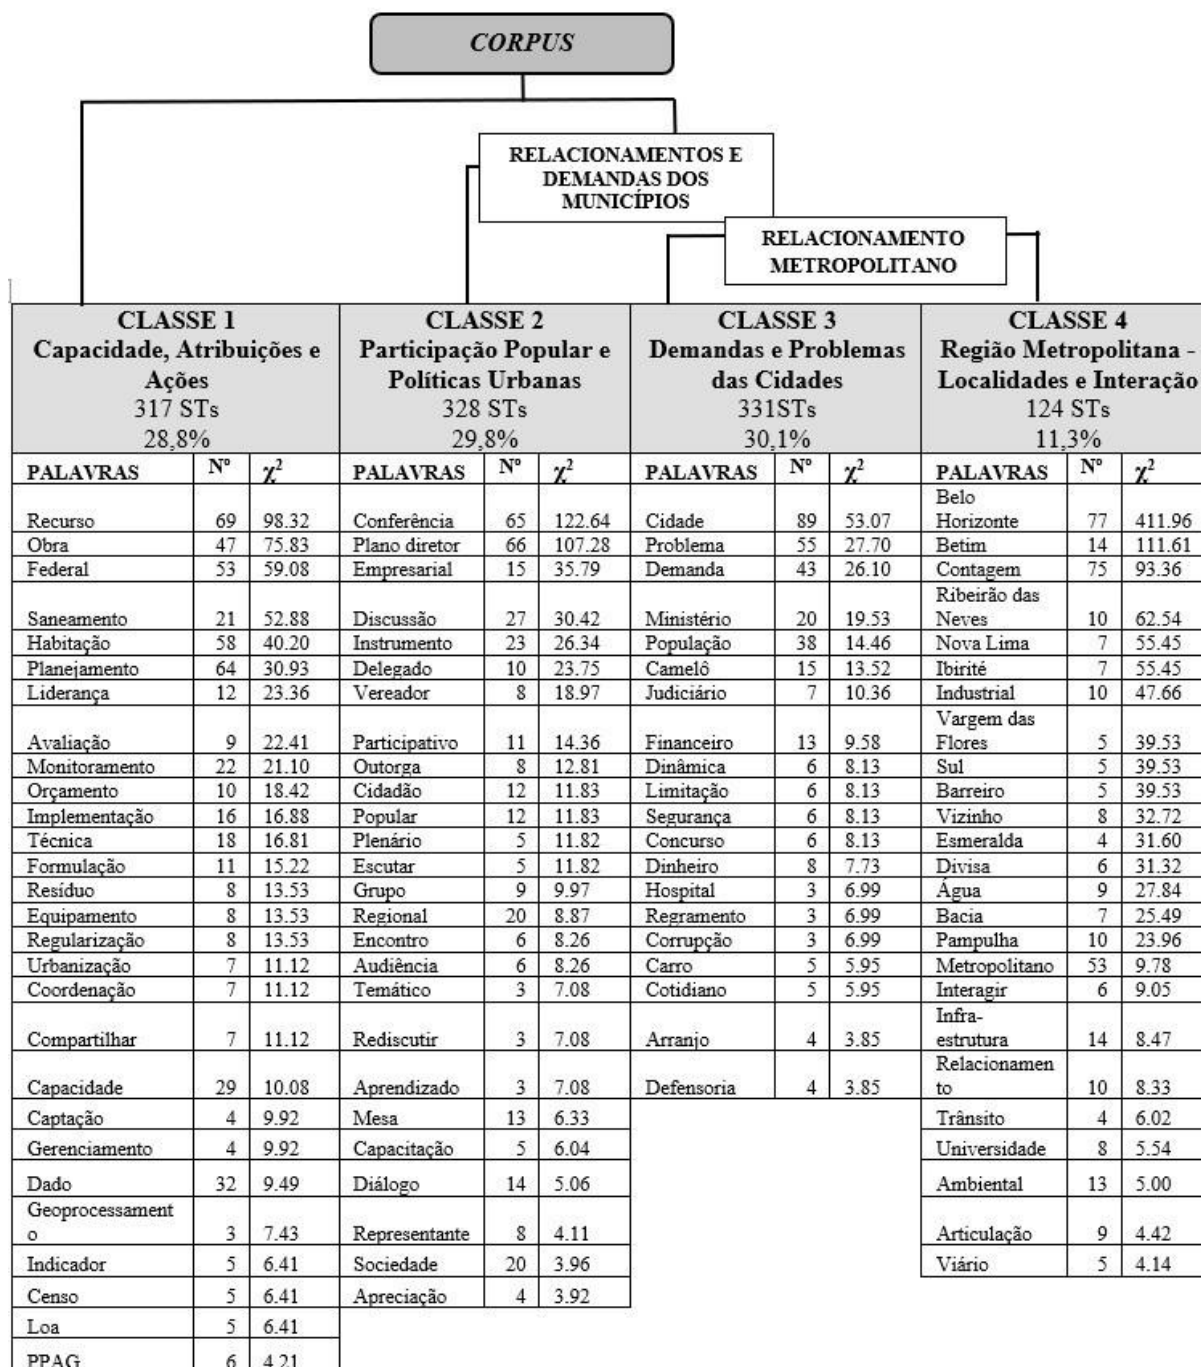 CORPUS
RELACIONAMENTOS E
DEMANDAS DOS
MUNICÍPIOS
RELACIONAMENTO
METROPOLITANO
CLASSE 1
Capacidade, Atribuições e
Ações
317 STs
28,8%
CLASSE 2
Participação Popular e
Políticas Urbanas
328 STs
29,8%
CLASSE 3
Demandas e Problemas
das Cidades
331STs
30,1%
CLASSE 4
Região Metropolitana -
Localidades e Interação
124 STs
11,3%
PALAVRAS Nº χ²
Recurso 69 98.32
Obra 47 75.83
Federal 53 59.08
Saneamento 21 52.88
Habitação 58 40.20
Planejamento 64 30.93
Liderança 12 23.36
Avaliação 9 22.41
Monitoramento 22 21.10
Orçamento 10 18.42
Implementação 16 16.88
Técnica 18 16.81
Formulação 11 15.22
Resíduo 8 13.53
Equipamento 8 13.53
Regularização 8 13.53
Urbanização 7 11.12
Coordenação 7 11.12
Compartilhar 7 11.12
Capacidade 29 10.08
Captação 4 9.92
Gerenciamento 4 9.92
Dado 32 9.49
Geoprocessament
o 3 7.43
Indicador 5 6.41
Censo 5 6.41
Loa 5 6.41
PPAG 6 4.21
PALAVRAS Nº χ²
Conferência 65 122.64
Plano diretor 66 107.28
Empresarial 15 35.79
Discussão 27 30.42
Instrumento 23 26.34
Delegado 10 23.75
Vereador 8 18.97
Participativo 11 14.36
Outorga 8 12.81
Cidadão 12 11.83
Popular 12 11.83
Plenário 5 11.82
Escutar 5 11.82
Grupo 9 9.97
Regional 20 8.87
Encontro 6 8.26
Audiência 6 8.26
Temático 3 7.08
Rediscutir 3 7.08
Aprendizado 3 7.08
Mesa 13 6.33
Capacitação 5 6.04
Diálogo 14 5.06
Representante 8 4.11
Sociedade 20 3.96
Apreciação 4 3.92
PALAVRAS Nº χ²
Cidade 89 53.07
Problema 55 27.70
Demanda 43 26.10
Ministério 20 19.53
População 38 14.46
Camelô 15 13.52
Judiciário 7 10.36
Financeiro 13 9.58
Dinâmica 6 8.13
Limitação 6 8.13
Segurança 6 8.13
Concurso 6 8.13
Dinheiro 8 7.73
Hospital 3 6.99
Regramento 3 6.99
Corrupção 3 6.99
Carro 5 5.95
Cotidiano 5 5.95
Arranjo 4 3.85
Defensoria 4 3.85
PALAVRAS Nº χ²
Belo
Horizonte 77 411.96
Betim 14 111.61
Contagem 75 93.36
Ribeirão das
Neves 10 62.54
Nova Lima 7 55.45
Ibirité 7 55.45
Industrial 10 47.66
Vargem das
Flores 5 39.53
Sul 5 39.53
Barreiro 5 39.53
Vizinho 8 32.72
Esmeralda 4 31.60
Divisa 6 31.32
Água 9 27.84
Bacia 7 25.49
Pampulha 10 23.96
Metropolitano 53 9.78
Interagir 6 9.05
Infra-
estrutura 14 8.47
Relacionamen
to 10 8.33
Trânsito 4 6.02
Universidade 8 5.54
Ambiental 13 5.00
Articulação 9 4.42
Viário 5 4.14